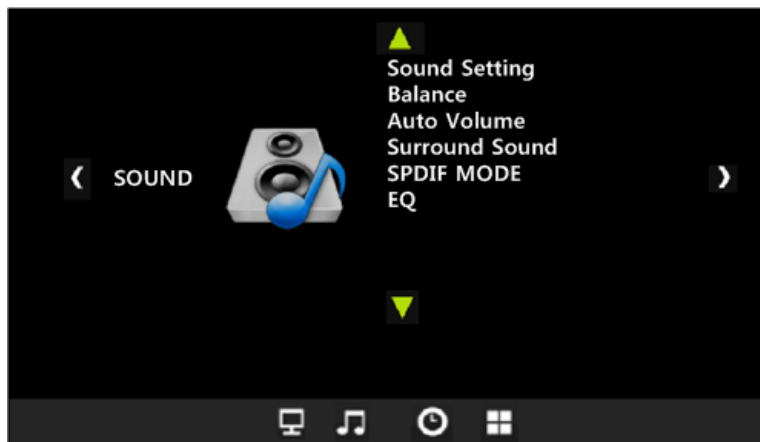 Sound Setting
Balance
Auto Volume
Surround Sound
SOUND
SPDIF MODE
EQ